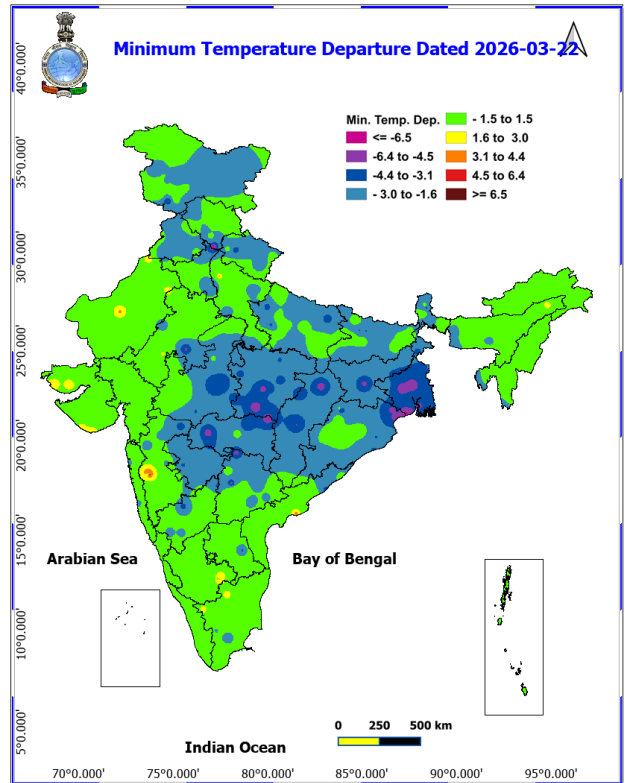 Minimum Temperature Departure Dated 2026-03-22
Min. Temp. Dep.
<= -6.5
-6.4 to -4.5
-4.4 to -3.1
- 3.0 to -1.6
- 1.5 to 1.5
1.6 to 3.0
3.1 to 4.4
4.5 to 6.4
>= 6.5
40°0.000'
35°0.000'
30°0.000'
25°0.000'
20°0.000'
15°0.000'
10°0.000'
5°0.000'
Arabian Sea
Bay of Bengal
Indian Ocean
0 250 500 km
70°0.000' 75°0.000' 80°0.000' 85°0.000' 90°0.000' 95°0.000'